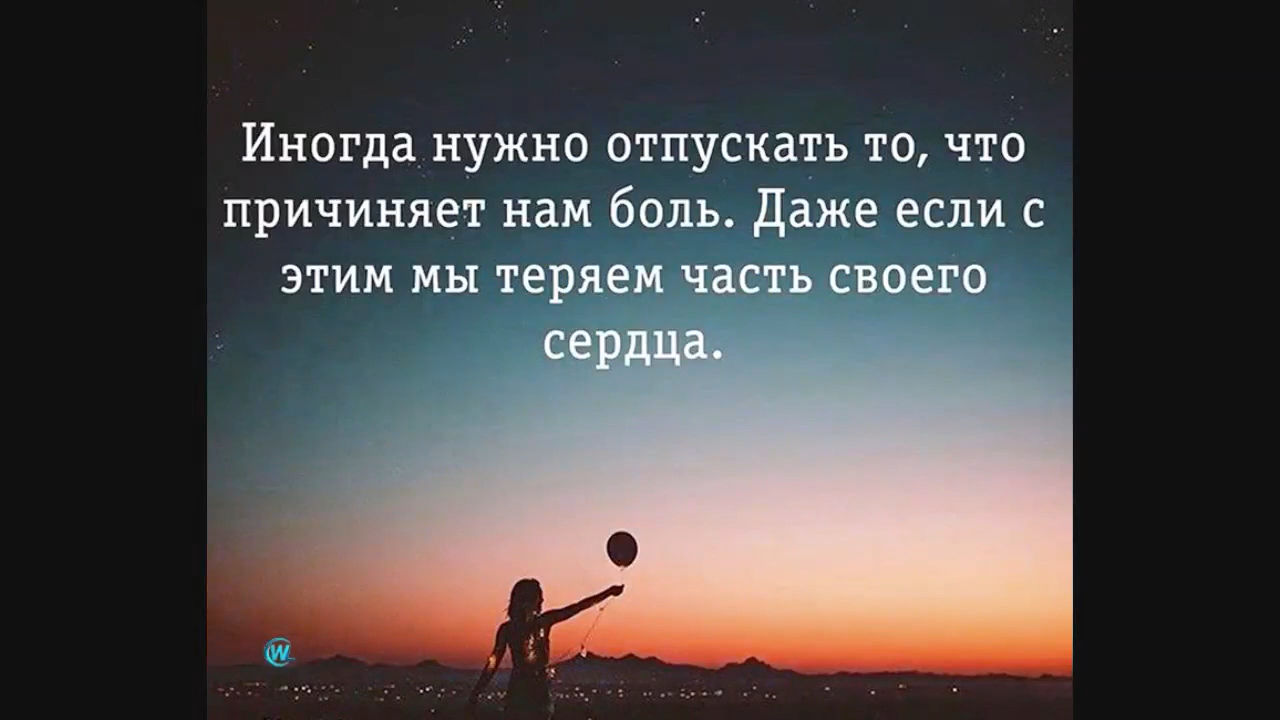 Иногда нужно отпускать то, что
причиняет нам боль. Даже если с
этим мы теряем часть своего
сердца.
W